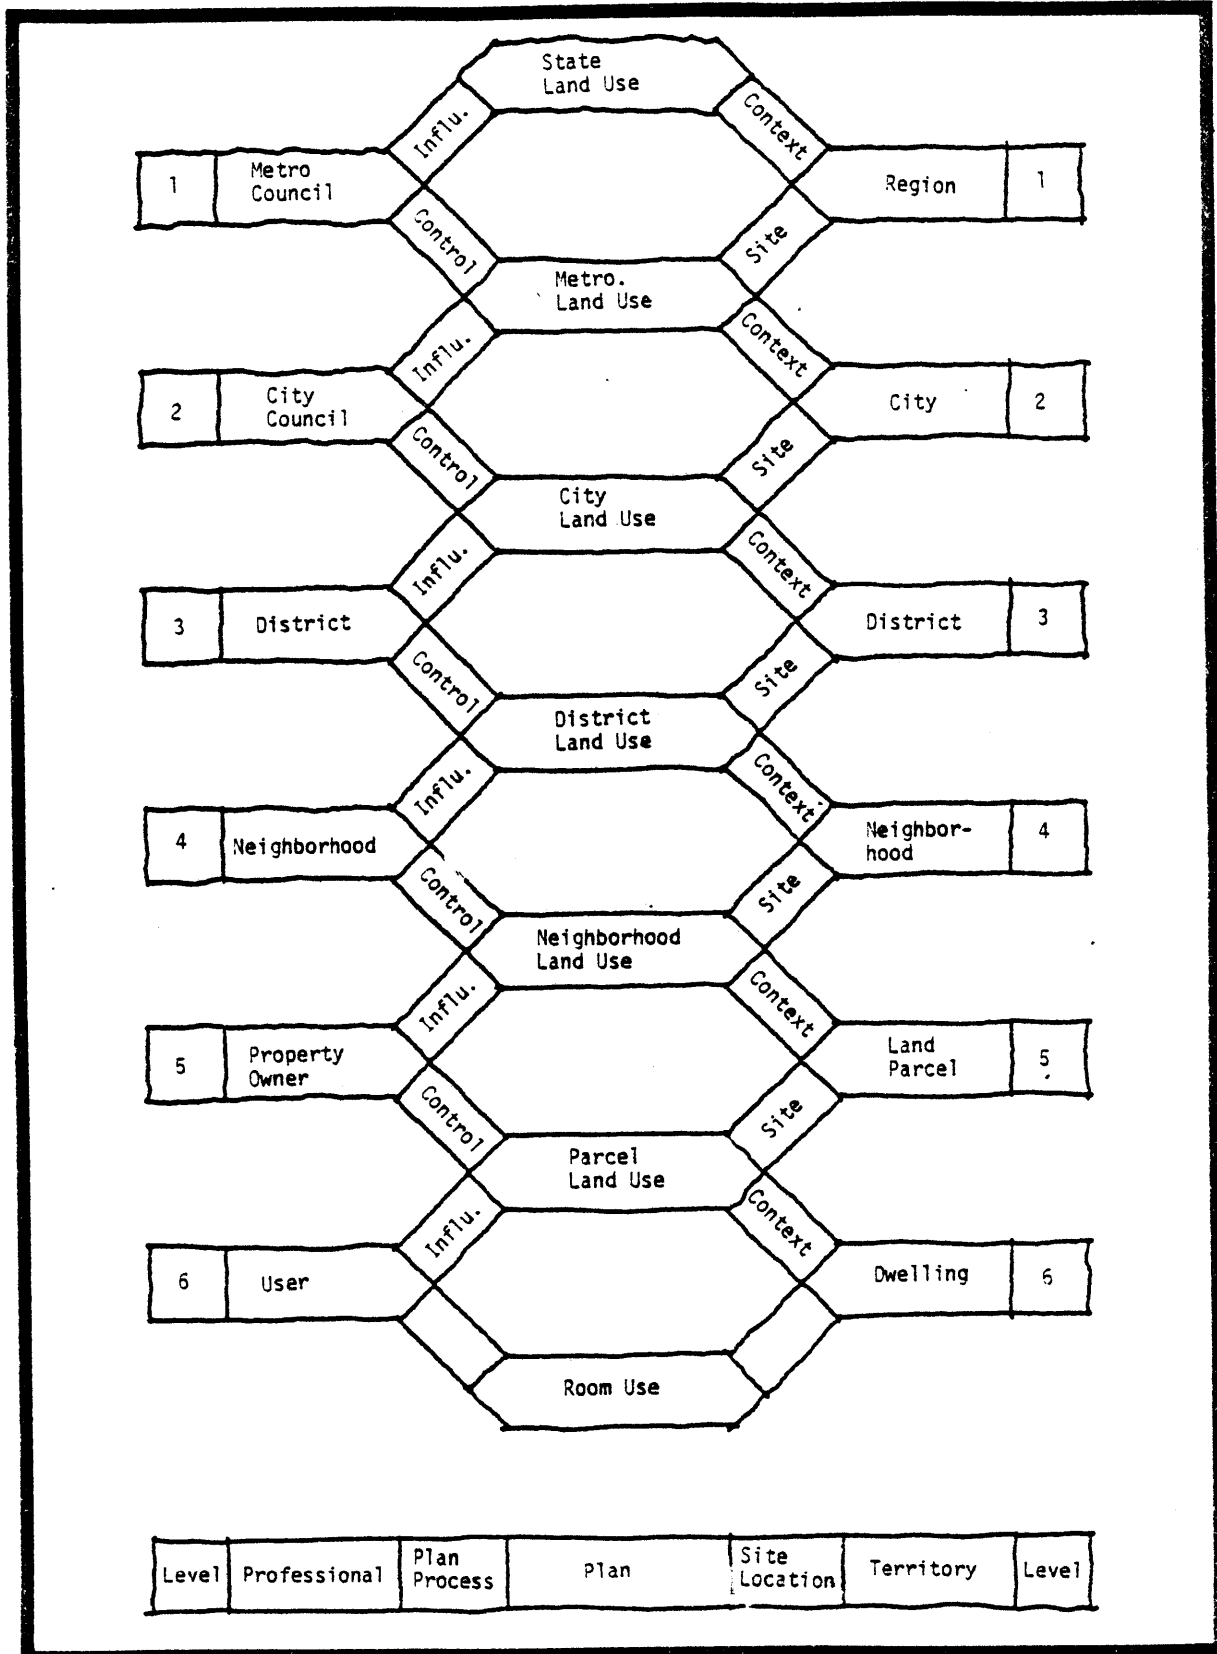 State
Land Use
Influ.
Context
1
Metro
Council
Region
1
Control
Site
Metro.
Land Use
Influ.
Context
2
City
Council
City
2
Control
Site
City
Land Use
Influ.
Context
3
District
District
3
Control
Site
District
Land Use
Influ.
Context
4
Neighborhood
Neighbor-
hood
4
Control
Site
Neighborhood
Land Use
Influ.
Context
5
Property
Owner
Land
Parcel
5
Control
Site
Parcel
Land Use
Influ.
Context
6
User
Dwelling
6
Room Use
Level
Professional
Plan
Process
Plan
Site
Location
Territory
Level